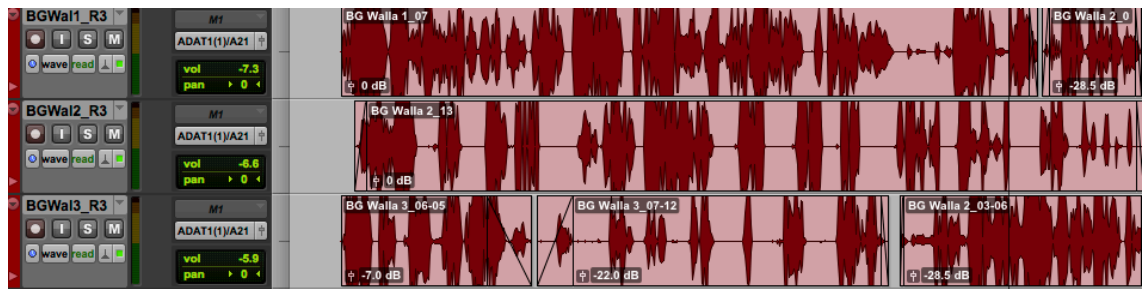 BGWal1_R3
M1
I S M
ADAT1(1)/A21
wave read
vol -7.3
pan 0
BG Walla 1_07
0 dB
BG Walla 2_0
-28.5 dB
BGWal2_R3
M1
I S M
ADAT1(1)/A21
wave read
vol -6.6
pan 0
BG Walla 2_13
0 dB
BGWal3_R3
M1
I S M
ADAT1(1)/A21
wave read
vol -5.9
pan 0
BG Walla 3_06-05
-7.0 dB
BG Walla 3_07-12
-22.0 dB
BG Walla 2_03-06
-28.5 dB